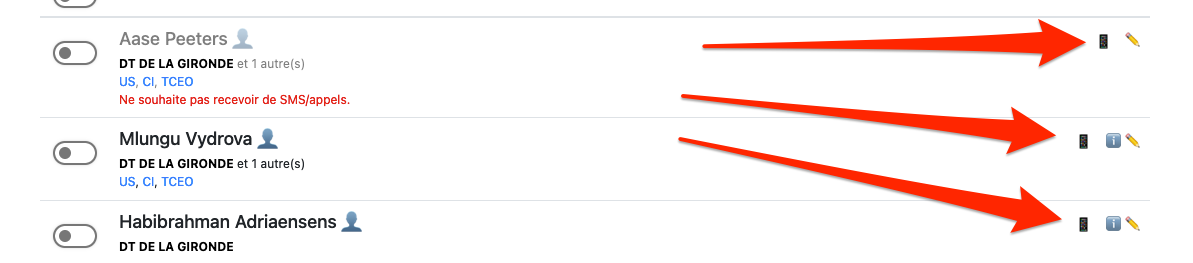 Aase Peeters
DT DE LA GIRONDE et 1 autre(s)
US, CI, TCEO
Ne souhaite pas recevoir de SMS/appels.
Mlungu Vydrova
DT DE LA GIRONDE et 1 autre(s)
US, CI, TCEO
Habibrahman Adriaensens
DT DE LA GIRONDE